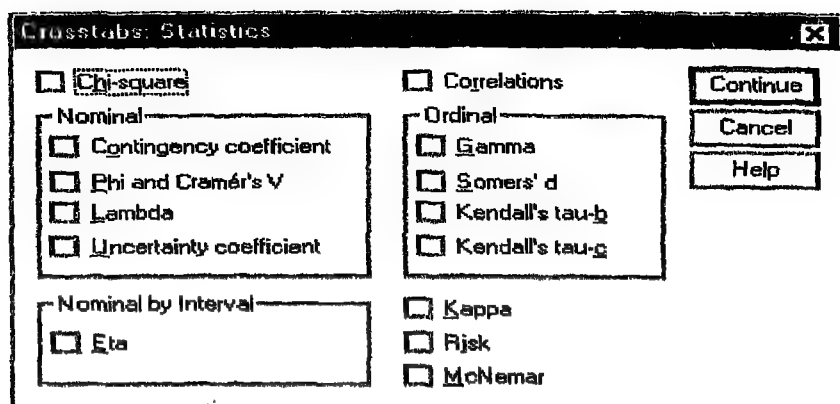 Crosstabs: Statistics
Chi-square
Correlations
Continue
Cancel
Help
Nominal
Contingency coefficient
Phi and Cramér's V
Lambda
Uncertainty coefficient
Ordinal
Gamma
Somers' d
Kendall's tau-b
Kendall's tau-c
Nominal by Interval
Eta
Kappa
Risk
McNemar